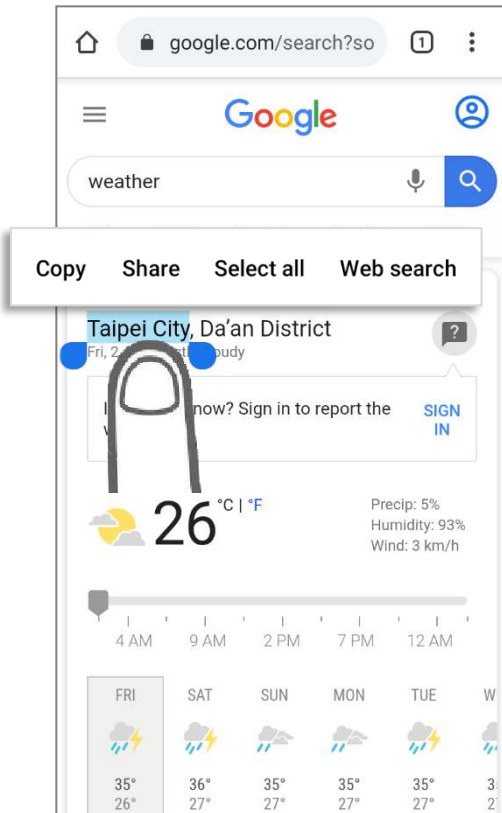 google.com/search?so 1
Google
weather
Copy Share Select all Web search
Taipei City, Da'an District
?
Fri, 2 oudy
now? Sign in to report the
SIGN IN
26 °C | °F
Precip: 5%
Humidity: 93%
Wind: 3 km/h
4 AM 9 AM 2 PM 7 PM 12 AM
FRI SAT SUN MON TUE W
35° 36° 35° 35° 35° 3
26° 27° 27° 27° 27° 2